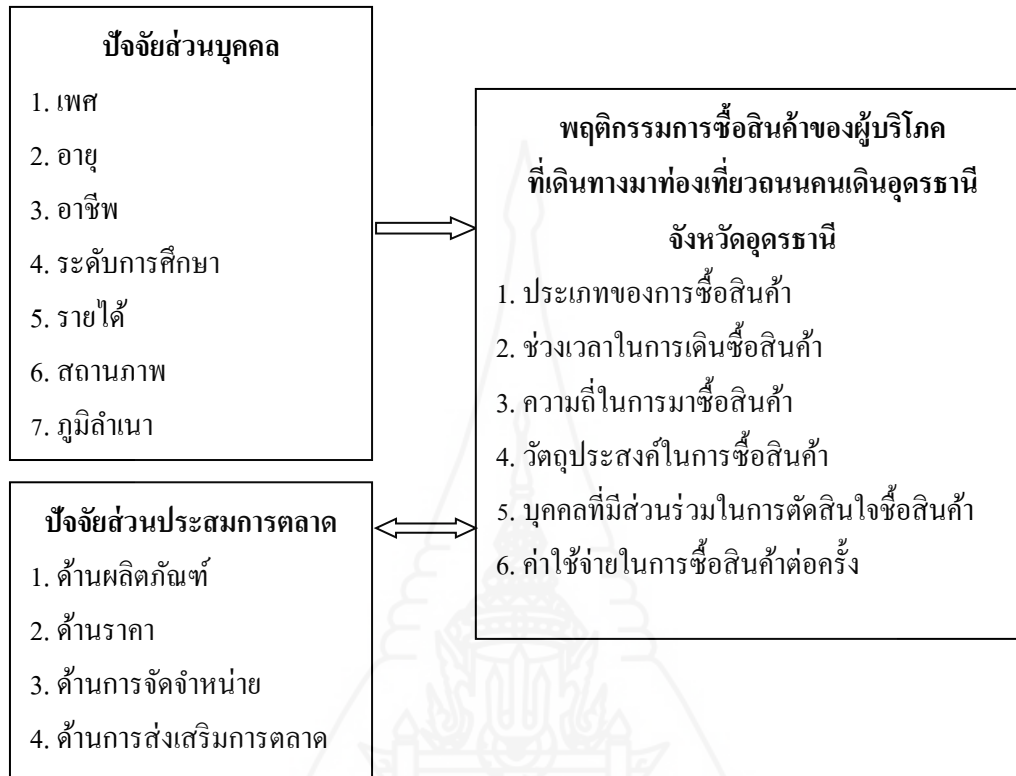 ปัจจัยส่วนบุคคล
1. เพศ
2. อายุ
3. อาชีพ
4. ระดับการศึกษา
5. รายได้
6. สถานภาพ
7. ภูมิลำเนา
ปัจจัยส่วนประสมการตลาด
1. ด้านผลิตภัณฑ์
2. ด้านราคา
3. ด้านการจัดจำหน่าย
4. ด้านการส่งเสริมการตลาด
พฤติกรรมการซื้อสินค้าของผู้บริโภค
ที่เดินทางมาท่องเที่ยวถนนคนเดินอุดรธานี
จังหวัดอุดรธานี
1. ประเภทของการซื้อสินค้า
2. ช่วงเวลาในการเดินซื้อสินค้า
3. ความถี่ในการมาซื้อสินค้า
4. วัตถุประสงค์ในการซื้อสินค้า
5. บุคคลที่มีส่วนร่วมในการตัดสินใจซื้อสินค้า
6. ค่าใช้จ่ายในการซื้อสินค้าต่อครั้ง